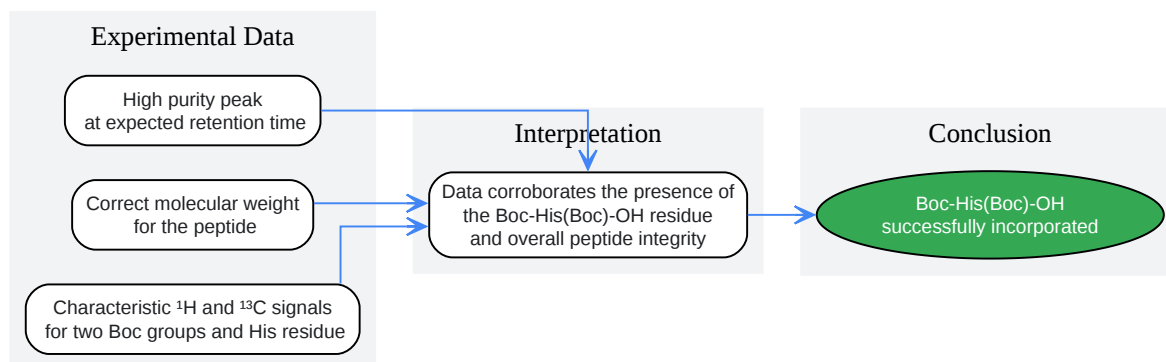 Experimental Data
High purity peak
at expected retention time
Correct molecular weight
for the peptide
Characteristic ¹H and ¹³C signals
for two Boc groups and His residue
Interpretation
Data corroborates the presence of
the Boc-His(Boc)-OH residue
and overall peptide integrity
Conclusion
Boc-His(Boc)-OH
successfully incorporated